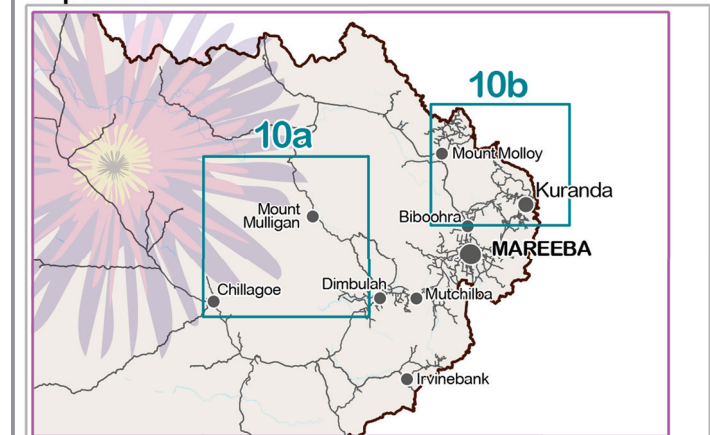 10b
10a
Mount Molloy
Kuranda
Mount
Mulligan
Biboohra
MAREEBA
Chillagoe
Dimbulah
Mutchilba
Irvinebank